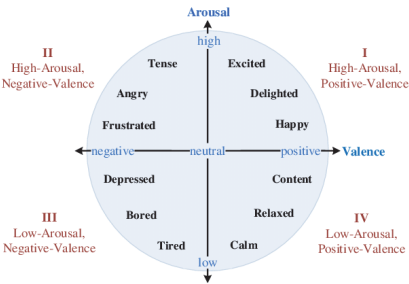 Arousal
high
II
High-Arousal,
Negative-Valence
I
High-Arousal,
Positive-Valence
Tense
Excited
Angry
Delighted
Frustrated
Happy
negative
neutral
positive
Valence
Depressed
Content
Bored
Relaxed
Tired
Calm
III
Low-Arousal,
Negative-Valence
IV
Low-Arousal,
Positive-Valence
low